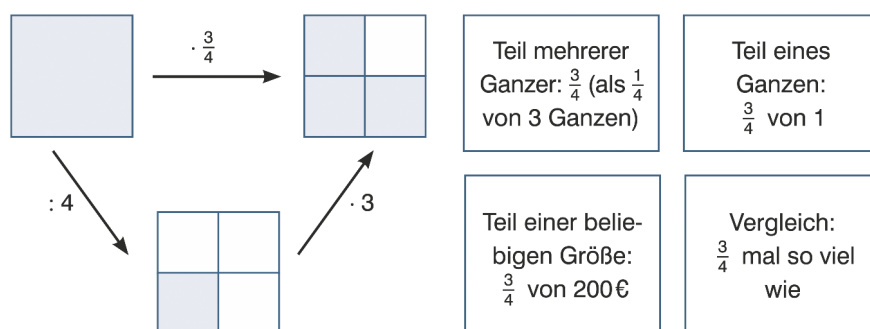 · 3/4
: 4
· 3
Teil mehrerer
Ganzer: 3/4 (als 1/4
von 3 Ganzen)
Teil eines
Ganzen:
3/4 von 1
Teil einer belie-
bigen Größe:
3/4 von 200 €
Vergleich:
3/4 mal so viel
wie